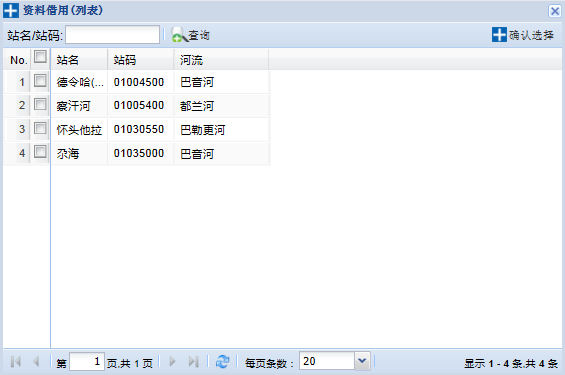 资料借用(列表)
站名/站码: 查询 确认选择
No. 站名 站码 河流
1 德令哈(... 01004500 巴音河
2 察汗河 01005400 都兰河
3 怀头他拉 01030550 巴勒更河
4 尕海 01035000 巴音河
第 1 页,共 1 页 每页条数: 20 显示 1 - 4 条,共 4 条